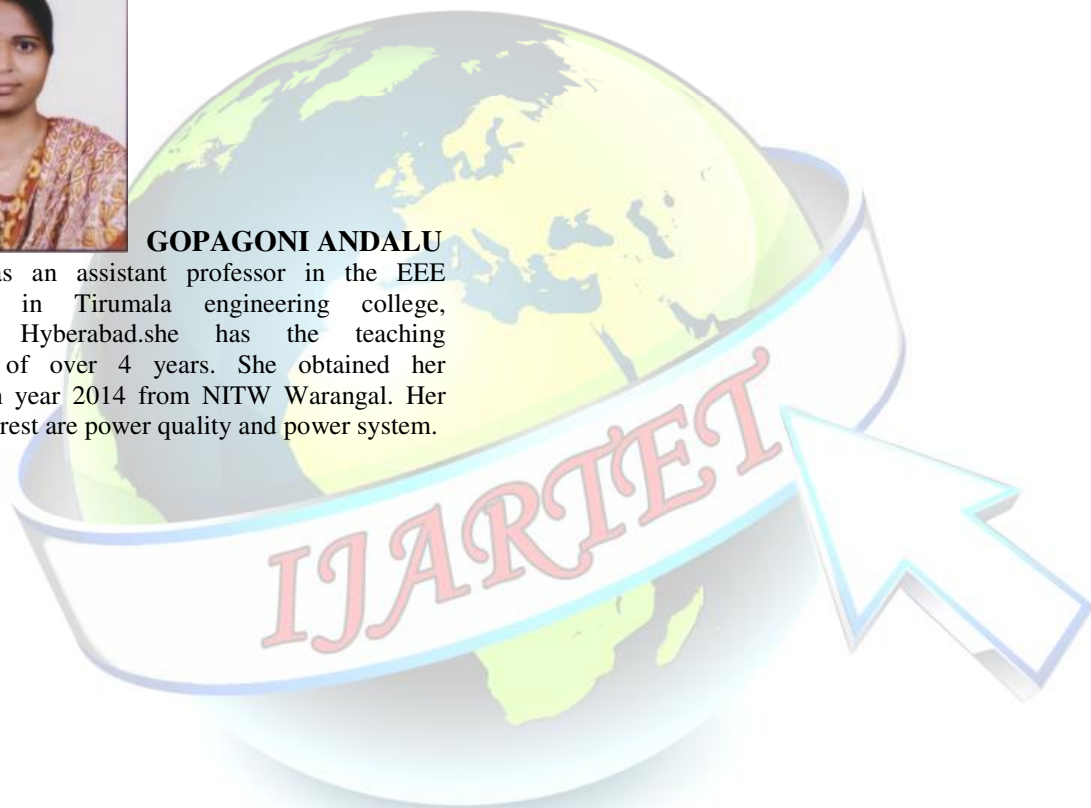 GOPAGONI ANDALU
as an assistant professor in the EEE
in Tirumala engineering college,
Hyberabad.she has the teaching
of over 4 years. She obtained her
year 2014 from NITW Warangal. Her
rest are power quality and power system.
IJARTET